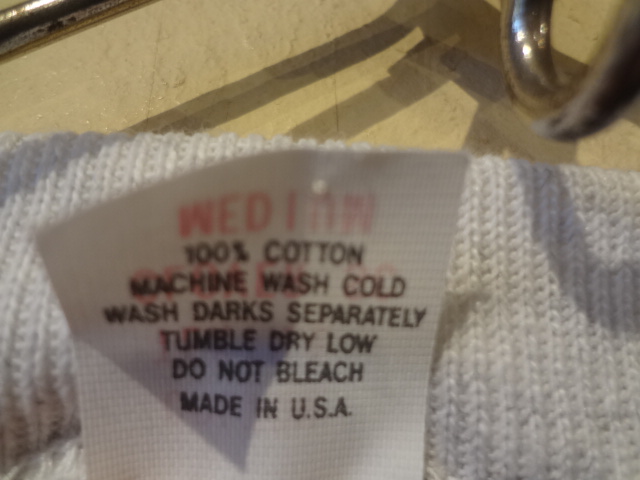 MEDIUM
100% COTTON
MACHINE WASH COLD
WASH DARKS SEPARATELY
TUMBLE DRY LOW
DO NOT BLEACH
MADE IN U.S.A.